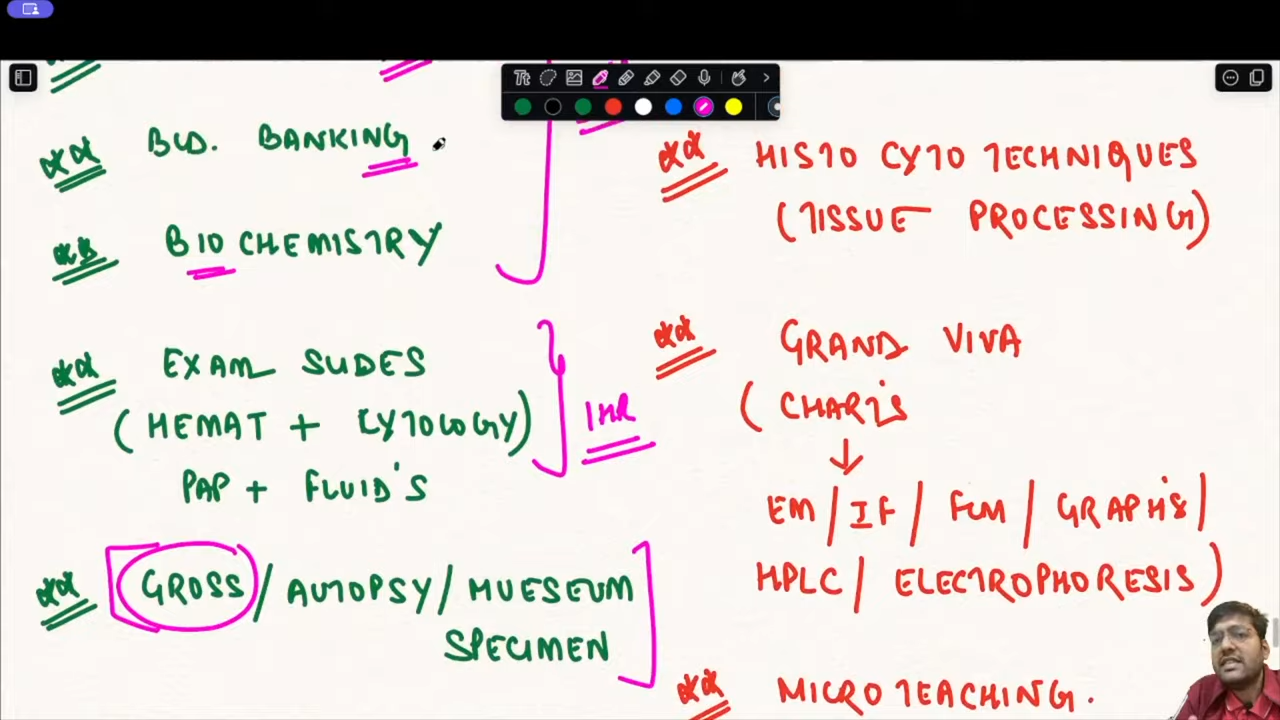 BLD. BANKING
BIOCHEMISTRY
EXAM SLIDES
(HEMAT + CYTOLOGY)
PAP + FLUID'S
1HR
GROSS / AUTOPSY / MUESEUM
SPECIMEN
HISTO CYTO TECHNIQUES
(TISSUE PROCESSING)
GRAND VIVA
(CHARTS
↓
EM / IF / FCM / GRAPHS /
HPLC / ELECTROPHORESIS)
MICROTEACHING.